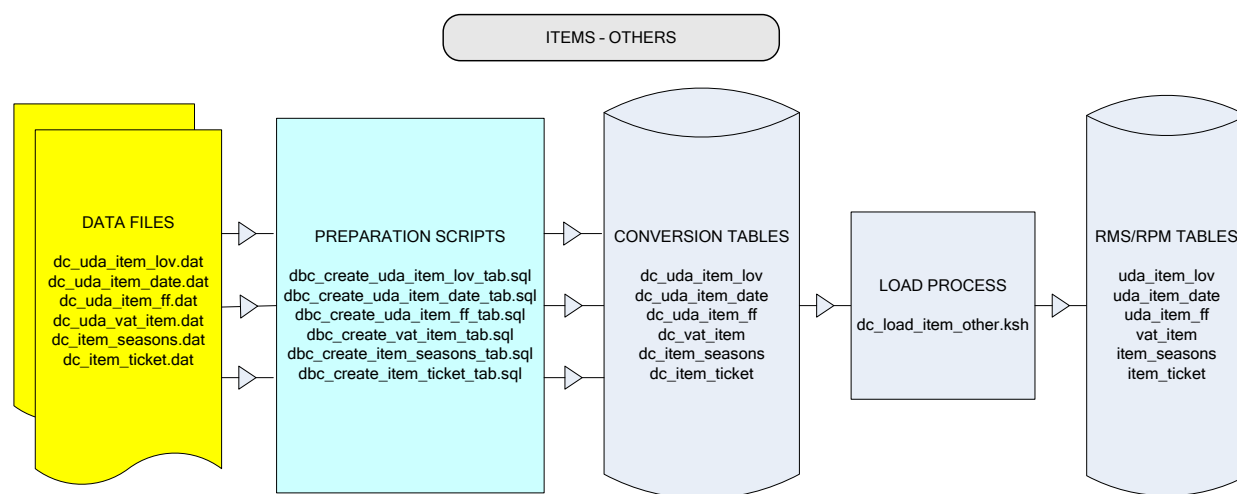 ITEMS - OTHERS
DATA FILES
dc_uda_item_lov.dat
dc_uda_item_date.dat
dc_uda_item_ff.dat
dc_uda_vat_item.dat
dc_item_seasons.dat
dc_item_ticket.dat
PREPARATION SCRIPTS
dbc_create_uda_item_lov_tab.sql
dbc_create_uda_item_date_tab.sql
dbc_create_uda_item_ff_tab.sql
dbc_create_vat_item_tab.sql
dbc_create_item_seasons_tab.sql
dbc_create_item_ticket_tab.sql
CONVERSION TABLES
dc_uda_item_lov
dc_uda_item_date
dc_uda_item_ff
dc_vat_item
dc_item_seasons
dc_item_ticket
LOAD PROCESS
dc_load_item_other.ksh
RMS/RPM TABLES
uda_item_lov
uda_item_date
uda_item_ff
vat_item
item_seasons
item_ticket